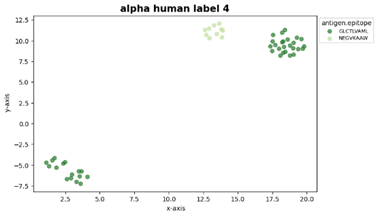 alpha human label 4
antigen.epitope
GLCTLVAML
NEGVKAAW
12.5
10.0
7.5
5.0
2.5
0.0
−2.5
−5.0
−7.5
y-axis
2.5 5.0 7.5 10.0 12.5 15.0 17.5 20.0
x-axis